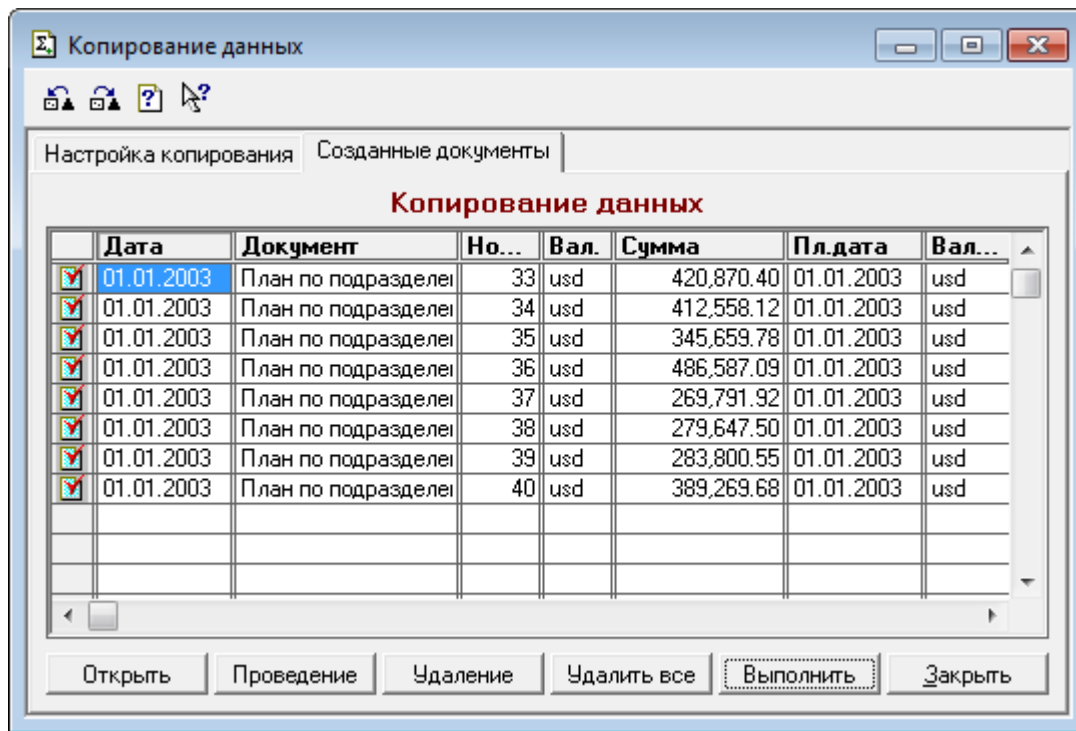 Копирование данных
Настройка копирования Созданные документы
Копирование данных
Дата Документ Но... Вал. Сумма Пл.дата Вал...
01.01.2003 План по подразделе 33 usd 420,870.40 01.01.2003 usd
01.01.2003 План по подразделе 34 usd 412,558.12 01.01.2003 usd
01.01.2003 План по подразделе 35 usd 345,659.78 01.01.2003 usd
01.01.2003 План по подразделе 36 usd 486,587.09 01.01.2003 usd
01.01.2003 План по подразделе 37 usd 269,791.92 01.01.2003 usd
01.01.2003 План по подразделе 38 usd 279,647.50 01.01.2003 usd
01.01.2003 План по подразделе 39 usd 283,800.55 01.01.2003 usd
01.01.2003 План по подразделе 40 usd 389,269.68 01.01.2003 usd
Открыть Проведение Удаление Удалить все Выполнить Закрыть